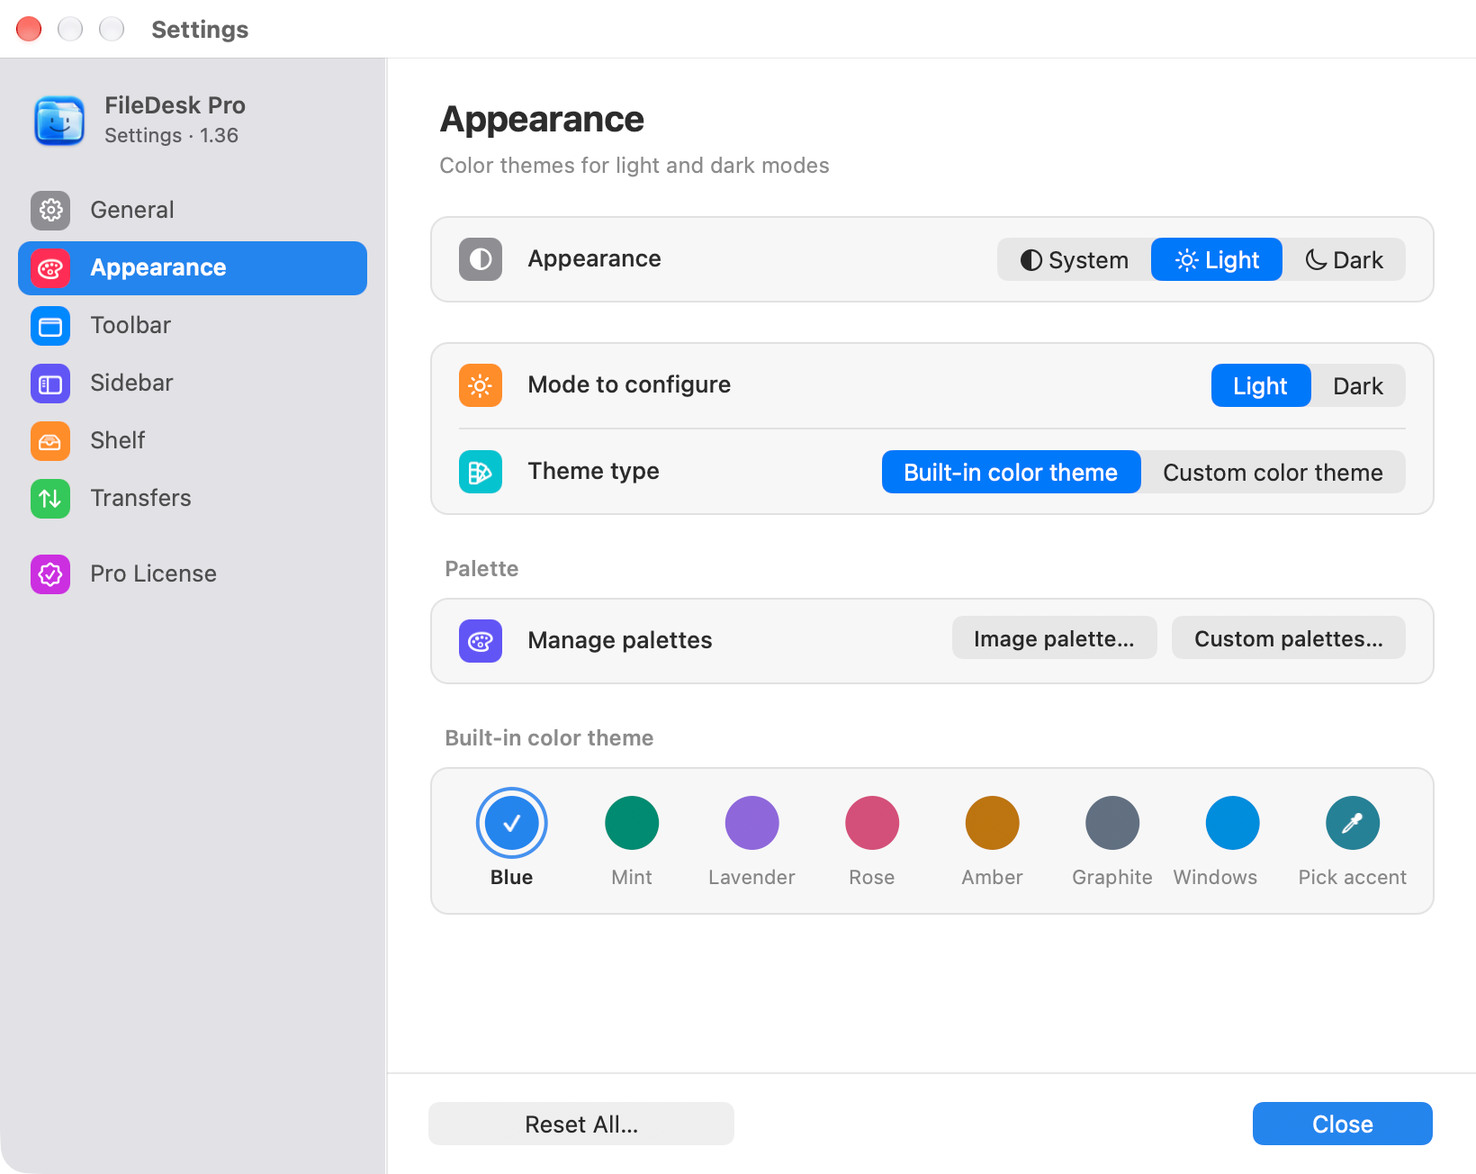 Settings
FileDesk Pro
Settings · 1.36
General
Appearance
Toolbar
Sidebar
Shelf
Transfers
Pro License
Appearance
Color themes for light and dark modes
Appearance
System Light Dark
Mode to configure
Light Dark
Theme type
Built-in color theme Custom color theme
Palette
Manage palettes
Image palette... Custom palettes...
Built-in color theme
Blue Mint Lavender Rose Amber Graphite Windows Pick accent
Reset All... Close